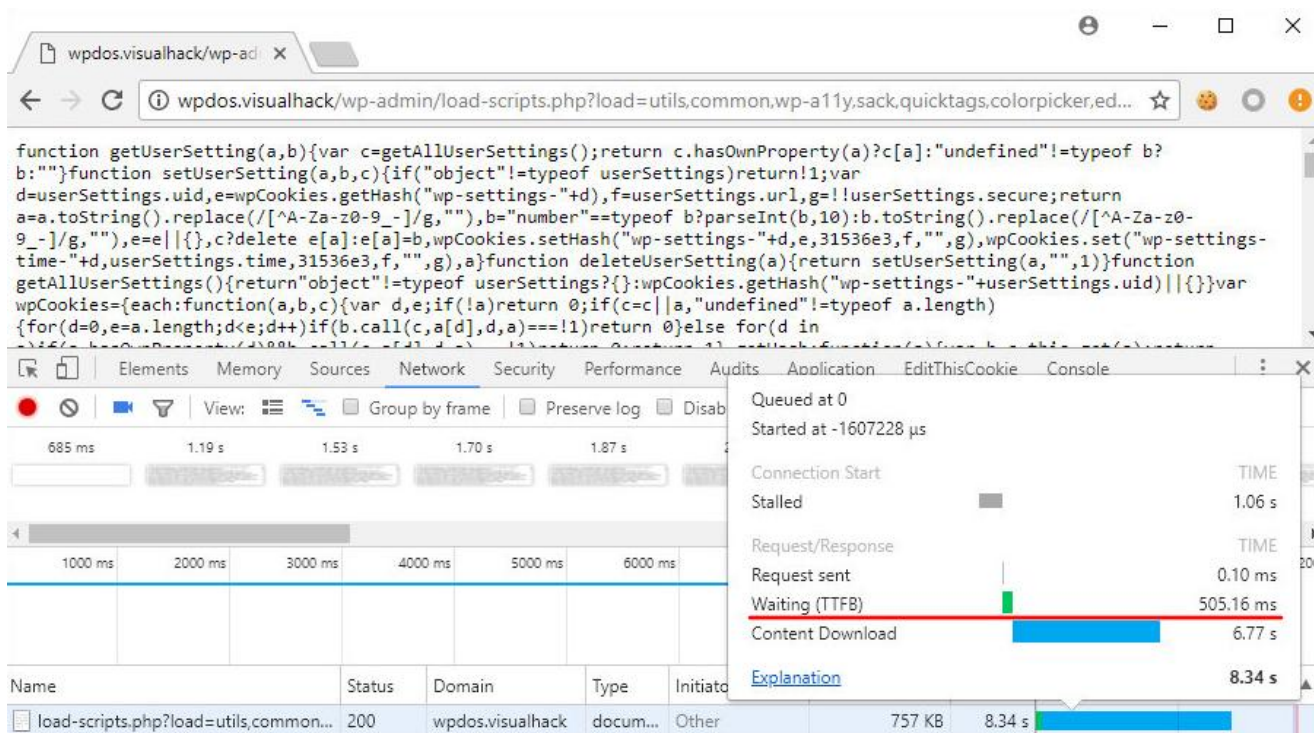 wpdos.visualhack/wp-ad
wpdos.visualhack/wp-admin/load-scripts.php?load=utils,common,wp-a11y,sack,quicktags,colorpicker,ed...
function getUserSetting(a,b){var c=getAllUserSettings();return c.hasOwnProperty(a)?c[a]:"undefined"!=typeof b?
b:""}function setUserSetting(a,b,c){if("object"!=typeof userSettings)return!1;var
d=userSettings.uid,e=wpCookies.getHash("wp-settings-"+d),f=userSettings.url,g=!!userSettings.secure;return
a=a.toString().replace(/[^A-Za-z0-9_-]/g,""),b="number"==typeof b?parseInt(b,10):b.toString().replace(/[^A-Za-z0-
9_-]/g,""),e=e||{},c?delete e[a]:e[a]=b,wpCookies.setHash("wp-settings-"+d,e,31536e3,f,"",g),wpCookies.set("wp-settings-
time-"+d,userSettings.time,31536e3,f,"",g),a}function deleteUserSetting(a){return setUserSetting(a,"",1)}function
getAllUserSettings(){return"object"!=typeof userSettings?{}:wpCookies.getHash("wp-settings-"+userSettings.uid)||{}}var
wpCookies={each:function(a,b,c){var d,e;if(!a)return 0;if(c=c||a,"undefined"!=typeof a.length)
{for(d=0,e=a.length;d<e;d++)if(b.call(c,a[d],d,a)===!1)return 0}else for(d in
Elements Memory Sources Network Security Performance Audits Application EditThisCookie Console
View: Group by frame Preserve log Disab
685 ms 1.19 s 1.53 s 1.70 s 1.87 s
1000 ms 2000 ms 3000 ms 4000 ms 5000 ms 6000 ms
Queued at 0
Started at -1607228 µs
Connection Start TIME
Stalled 1.06 s
Request/Response TIME
Request sent 0.10 ms
Waiting (TTFB) 505.16 ms
Content Download 6.77 s
Explanation 8.34 s
Name Status Domain Type Initiato
load-scripts.php?load=utils,common... 200 wpdos.visualhack docum... Other 757 KB 8.34 s